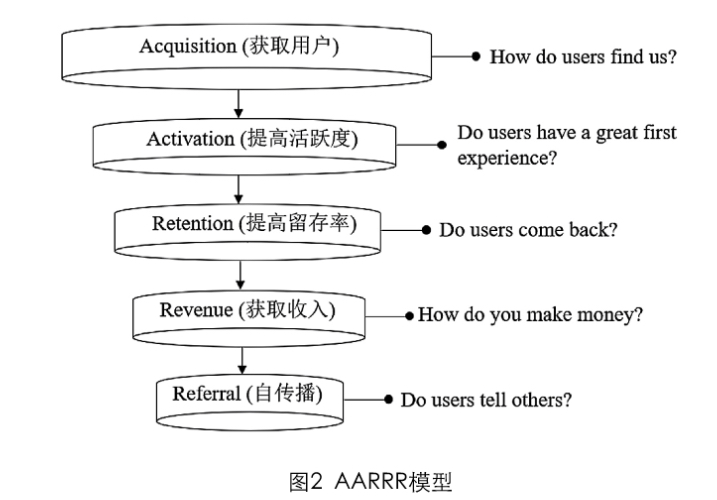 Acquisition (获取用户)
How do users find us?
Activation (提高活跃度)
Do users have a great first
experience?
Retention (提高留存率)
Do users come back?
Revenue (获取收入)
How do you make money?
Referral (自传播)
Do users tell others?
图2 AARRR模型